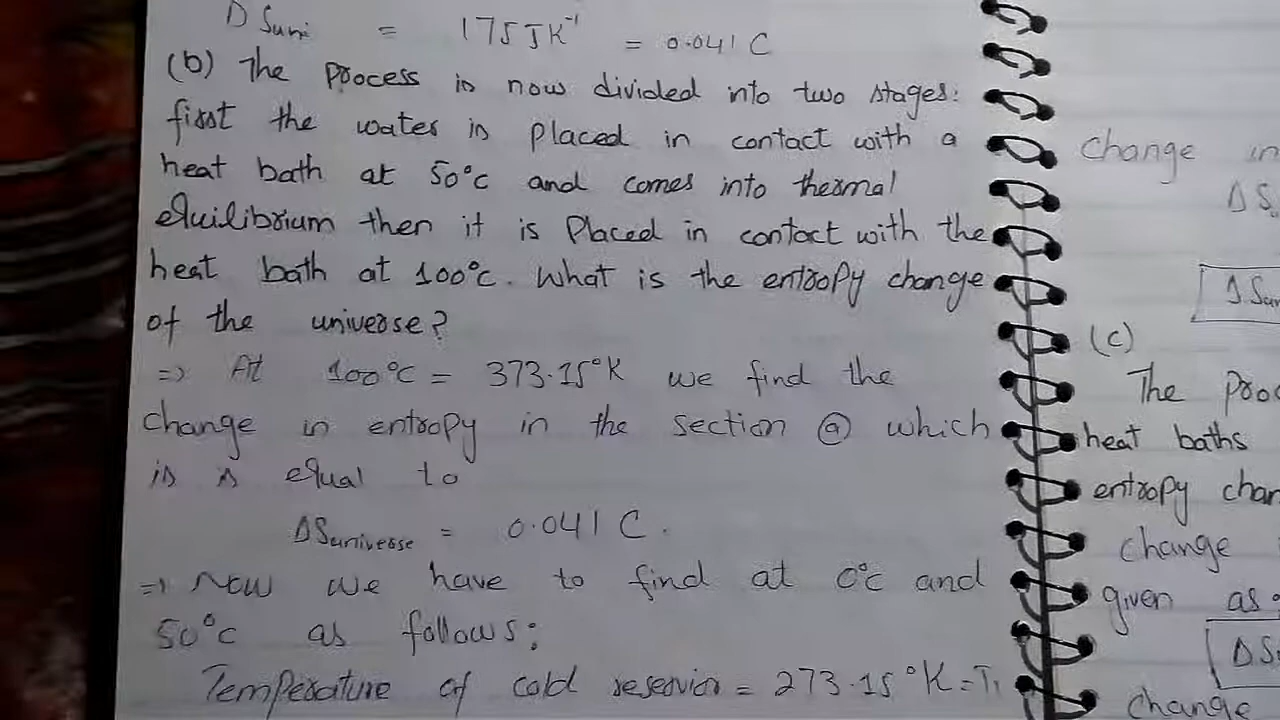 ΔSuni = 175 JK⁻¹ = 0.041 C
(b) The process is now divided into two stages:
first the water is placed in contact with a
heat bath at 50°c and comes into thermal
equilibrium then it is Placed in contact with the
heat bath at 100°c. What is the entropy change
of the universe?
=> At 100°c = 373.15°K we find the
change in entropy in the section ⓐ which
is is equal to
ΔSuniverse = 0.041 C.
=> Now we have to find at 0°c and
50°c as follows:
Temperature of cold reservior = 273.15°K = T₁
change in
ΔS
ΔSun
(c)
The proc
heat baths
entropy chan
change
given as
ΔS
change